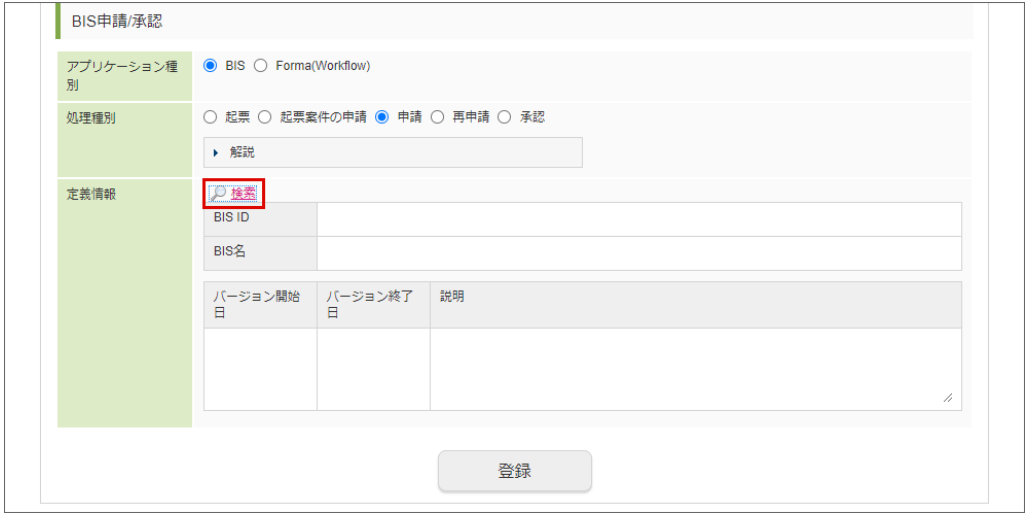 BIS申請/承認
アプリケーション種
別
BIS Forma(Workflow)
処理種別
起票 起票案件の申請 申請 再申請 承認
解説
定義情報
検索
BIS ID
BIS名
バージョン開始
日
バージョン終了
日
説明
登録